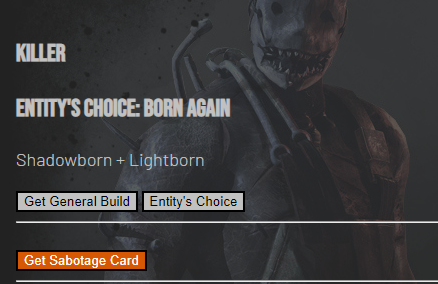 KILLER
ENTITY'S CHOICE: BORN AGAIN
Shadowborn + Lightborn
Get General Build Entity's Choice
Get Sabotage Card